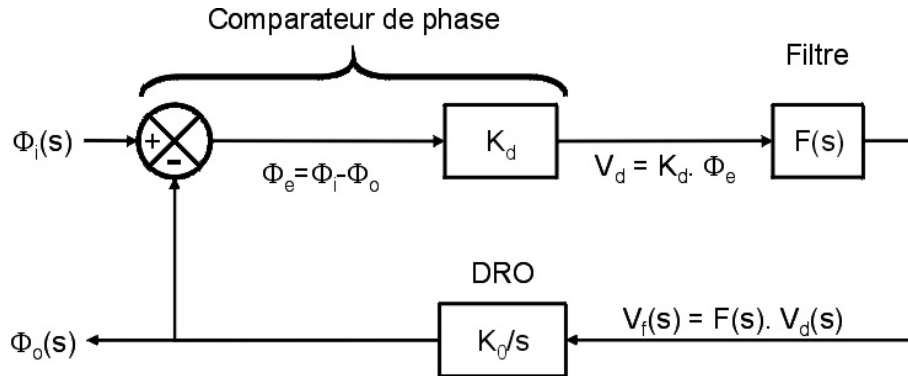 Comparateur de phase
Filtre
Φi(s)
+
-
Kd
F(s)
Φe=Φi-Φo
Vd = Kd. Φe
DRO
Φo(s)
K0/s
Vf(s) = F(s). Vd(s)